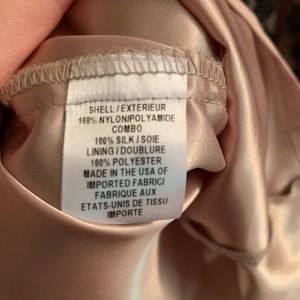 SHELL/EXTERIEUR
100% NYLON/POLYAMIDE
COMBO
100% SILK / SOIE
LINING / DOUBLURE
100% POLYESTER
MADE IN THE USA OF
IMPORTED FABRIC/
FABRIQUE AUX
ETATS-UNIS DE TISSU
IMPORTE